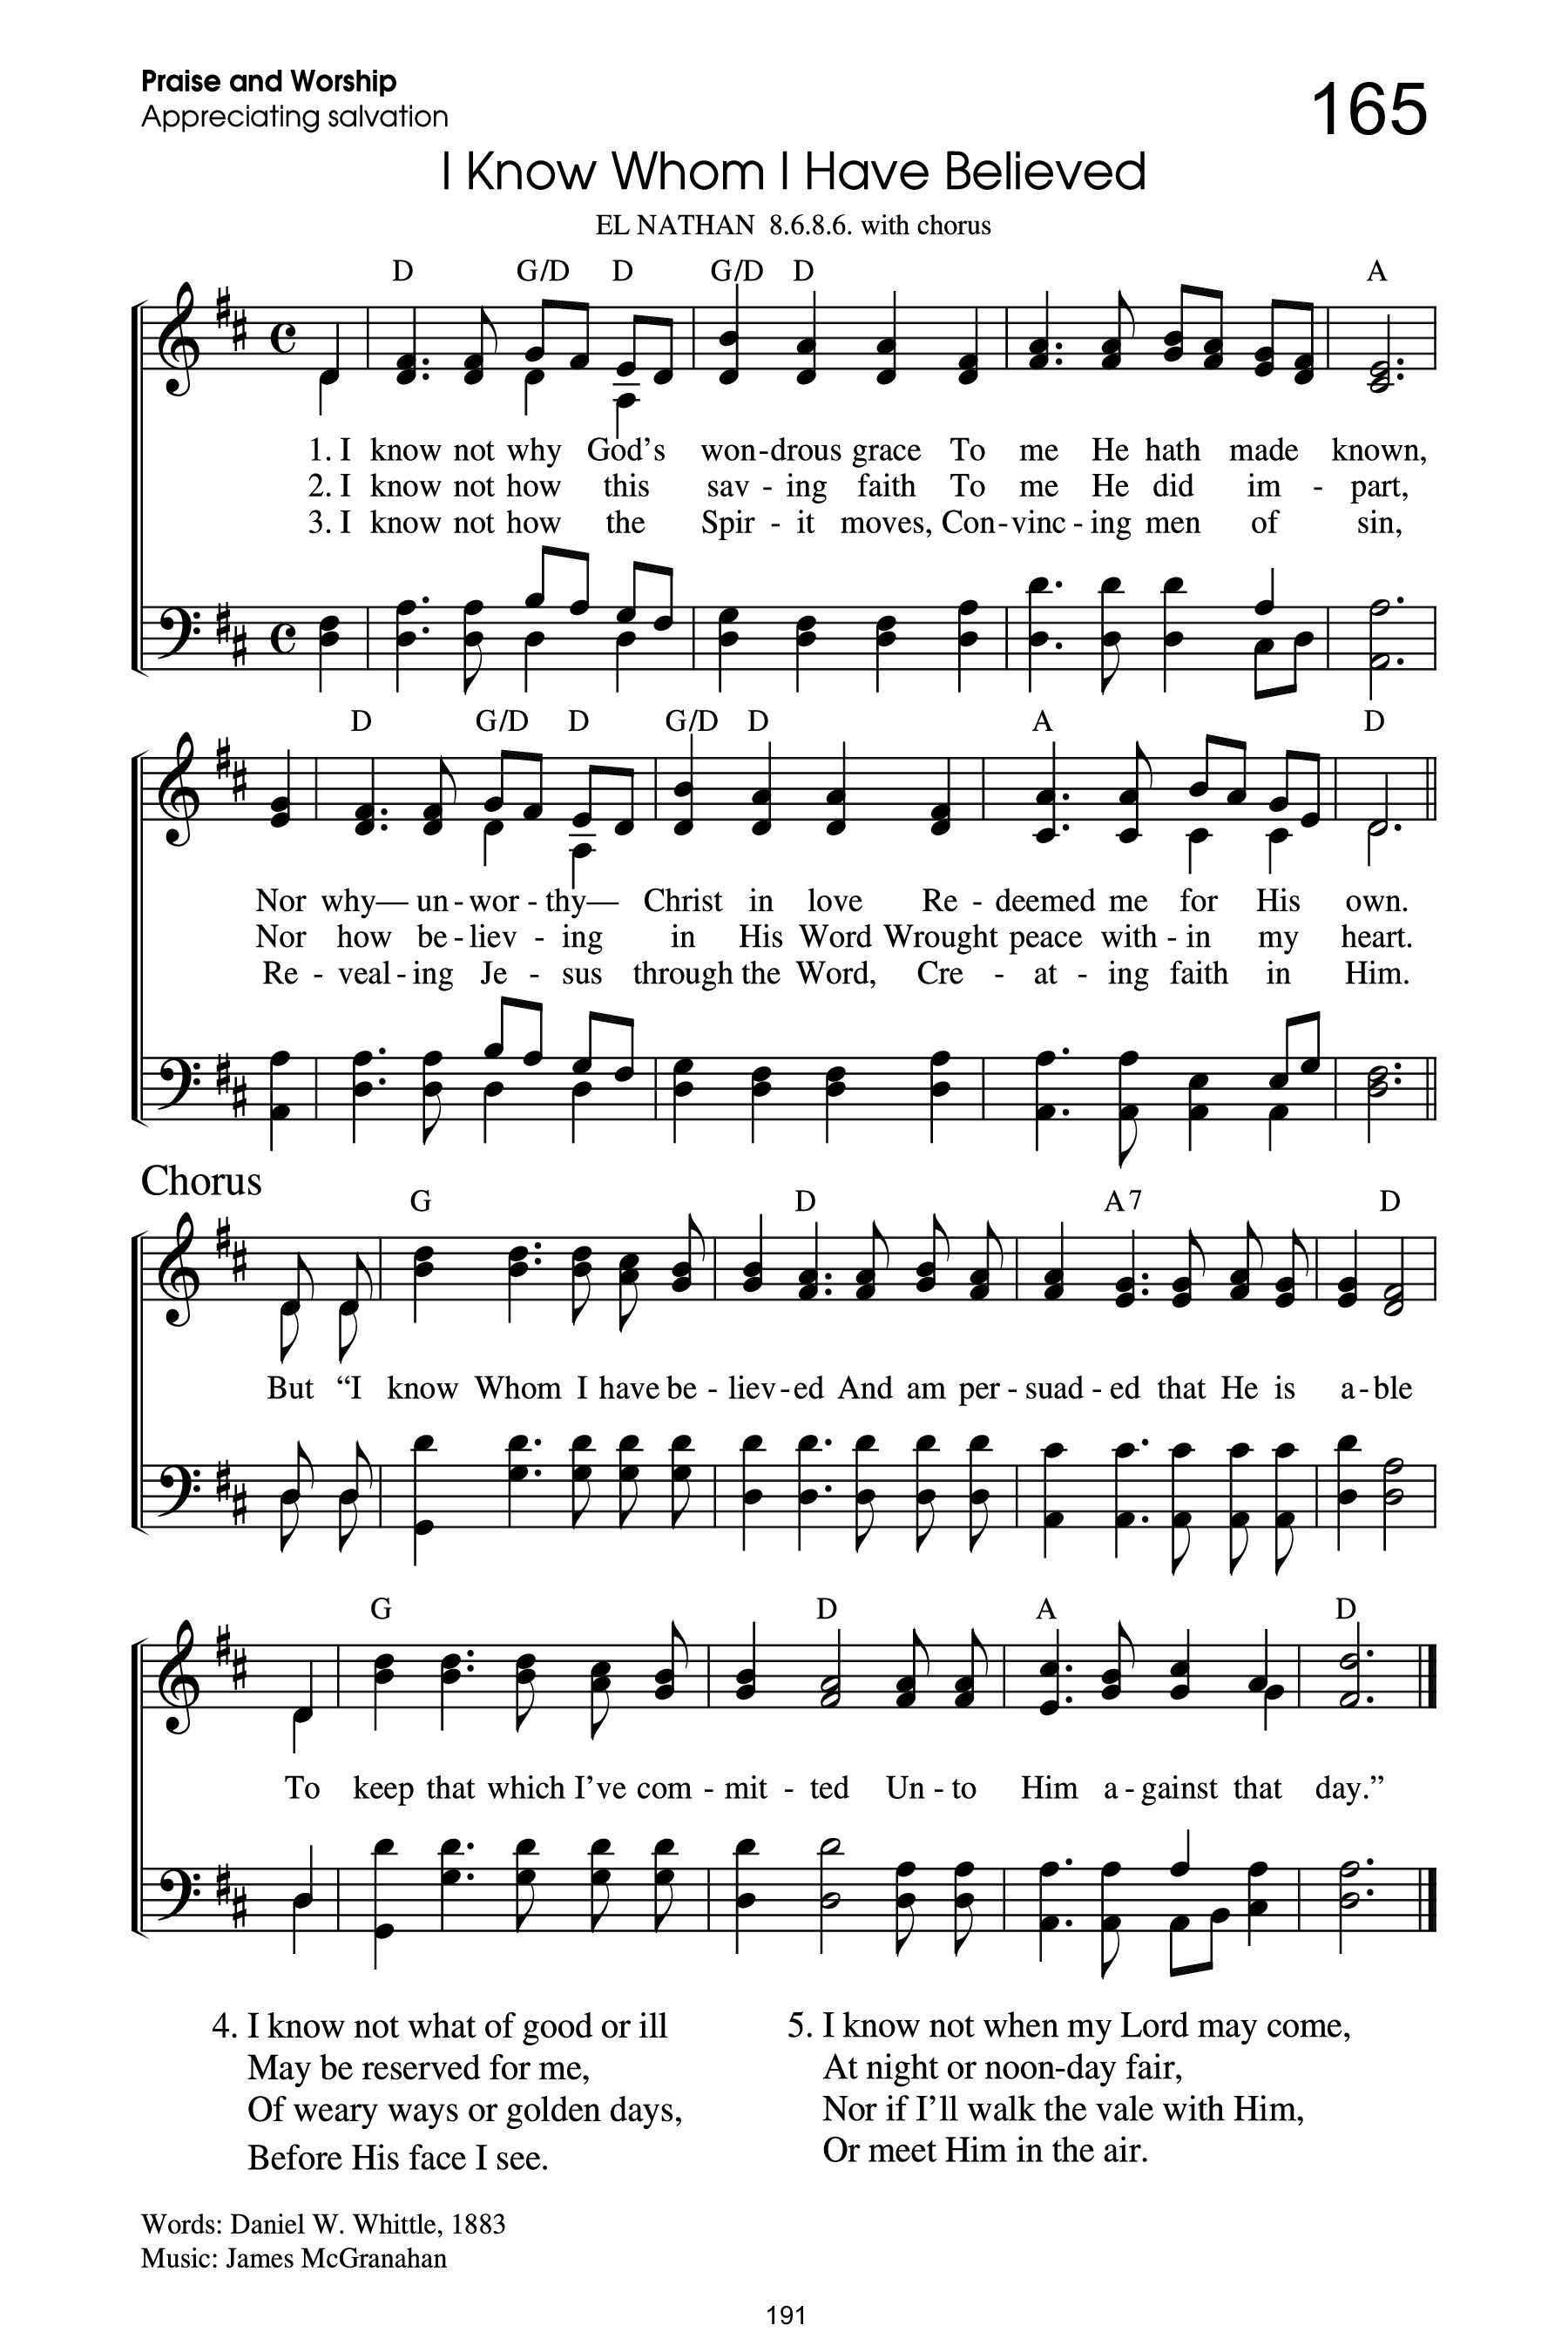 Praise and Worship
Appreciating salvation
165
I Know Whom I Have Believed
EL NATHAN 8.6.8.6. with chorus
D G/D D G/D D A
1. I know not why God’s won-drous grace To me He hath made known,
2. I know not how this sav - ing faith To me He did im - part,
3. I know not how the Spir - it moves, Con-vinc-ing men of sin,
D G/D D G/D D A D
Nor why— un-wor-thy— Christ in love Re - deemed me for His own.
Nor how be-liev - ing in His Word Wrought peace with-in my heart.
Re - veal-ing Je - sus through the Word, Cre - at - ing faith in Him.
Chorus
G D A7 D
But “I know Whom I have be - liev-ed And am per - suad - ed that He is a-ble
G D A D
To keep that which I’ve com - mit - ted Un - to Him a-gainst that day.”
4. I know not what of good or ill
May be reserved for me,
Of weary ways or golden days,
Before His face I see.
5. I know not when my Lord may come,
At night or noon-day fair,
Nor if I’ll walk the vale with Him,
Or meet Him in the air.
Words: Daniel W. Whittle, 1883
Music: James McGranahan
191